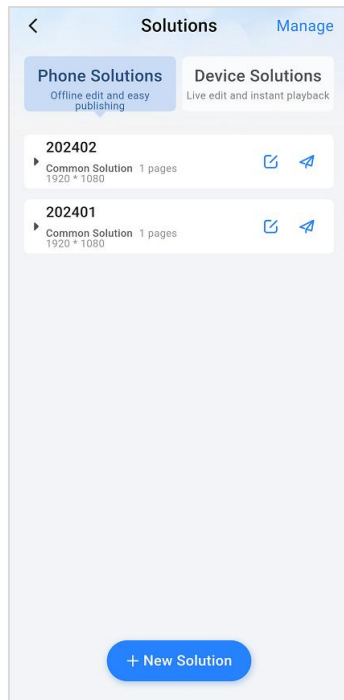 Solutions Manage
Phone Solutions
Offline edit and easy
publishing
Device Solutions
Live edit and instant playback
202402
Common Solution 1 pages
1920 * 1080
202401
Common Solution 1 pages
1920 * 1080
+ New Solution